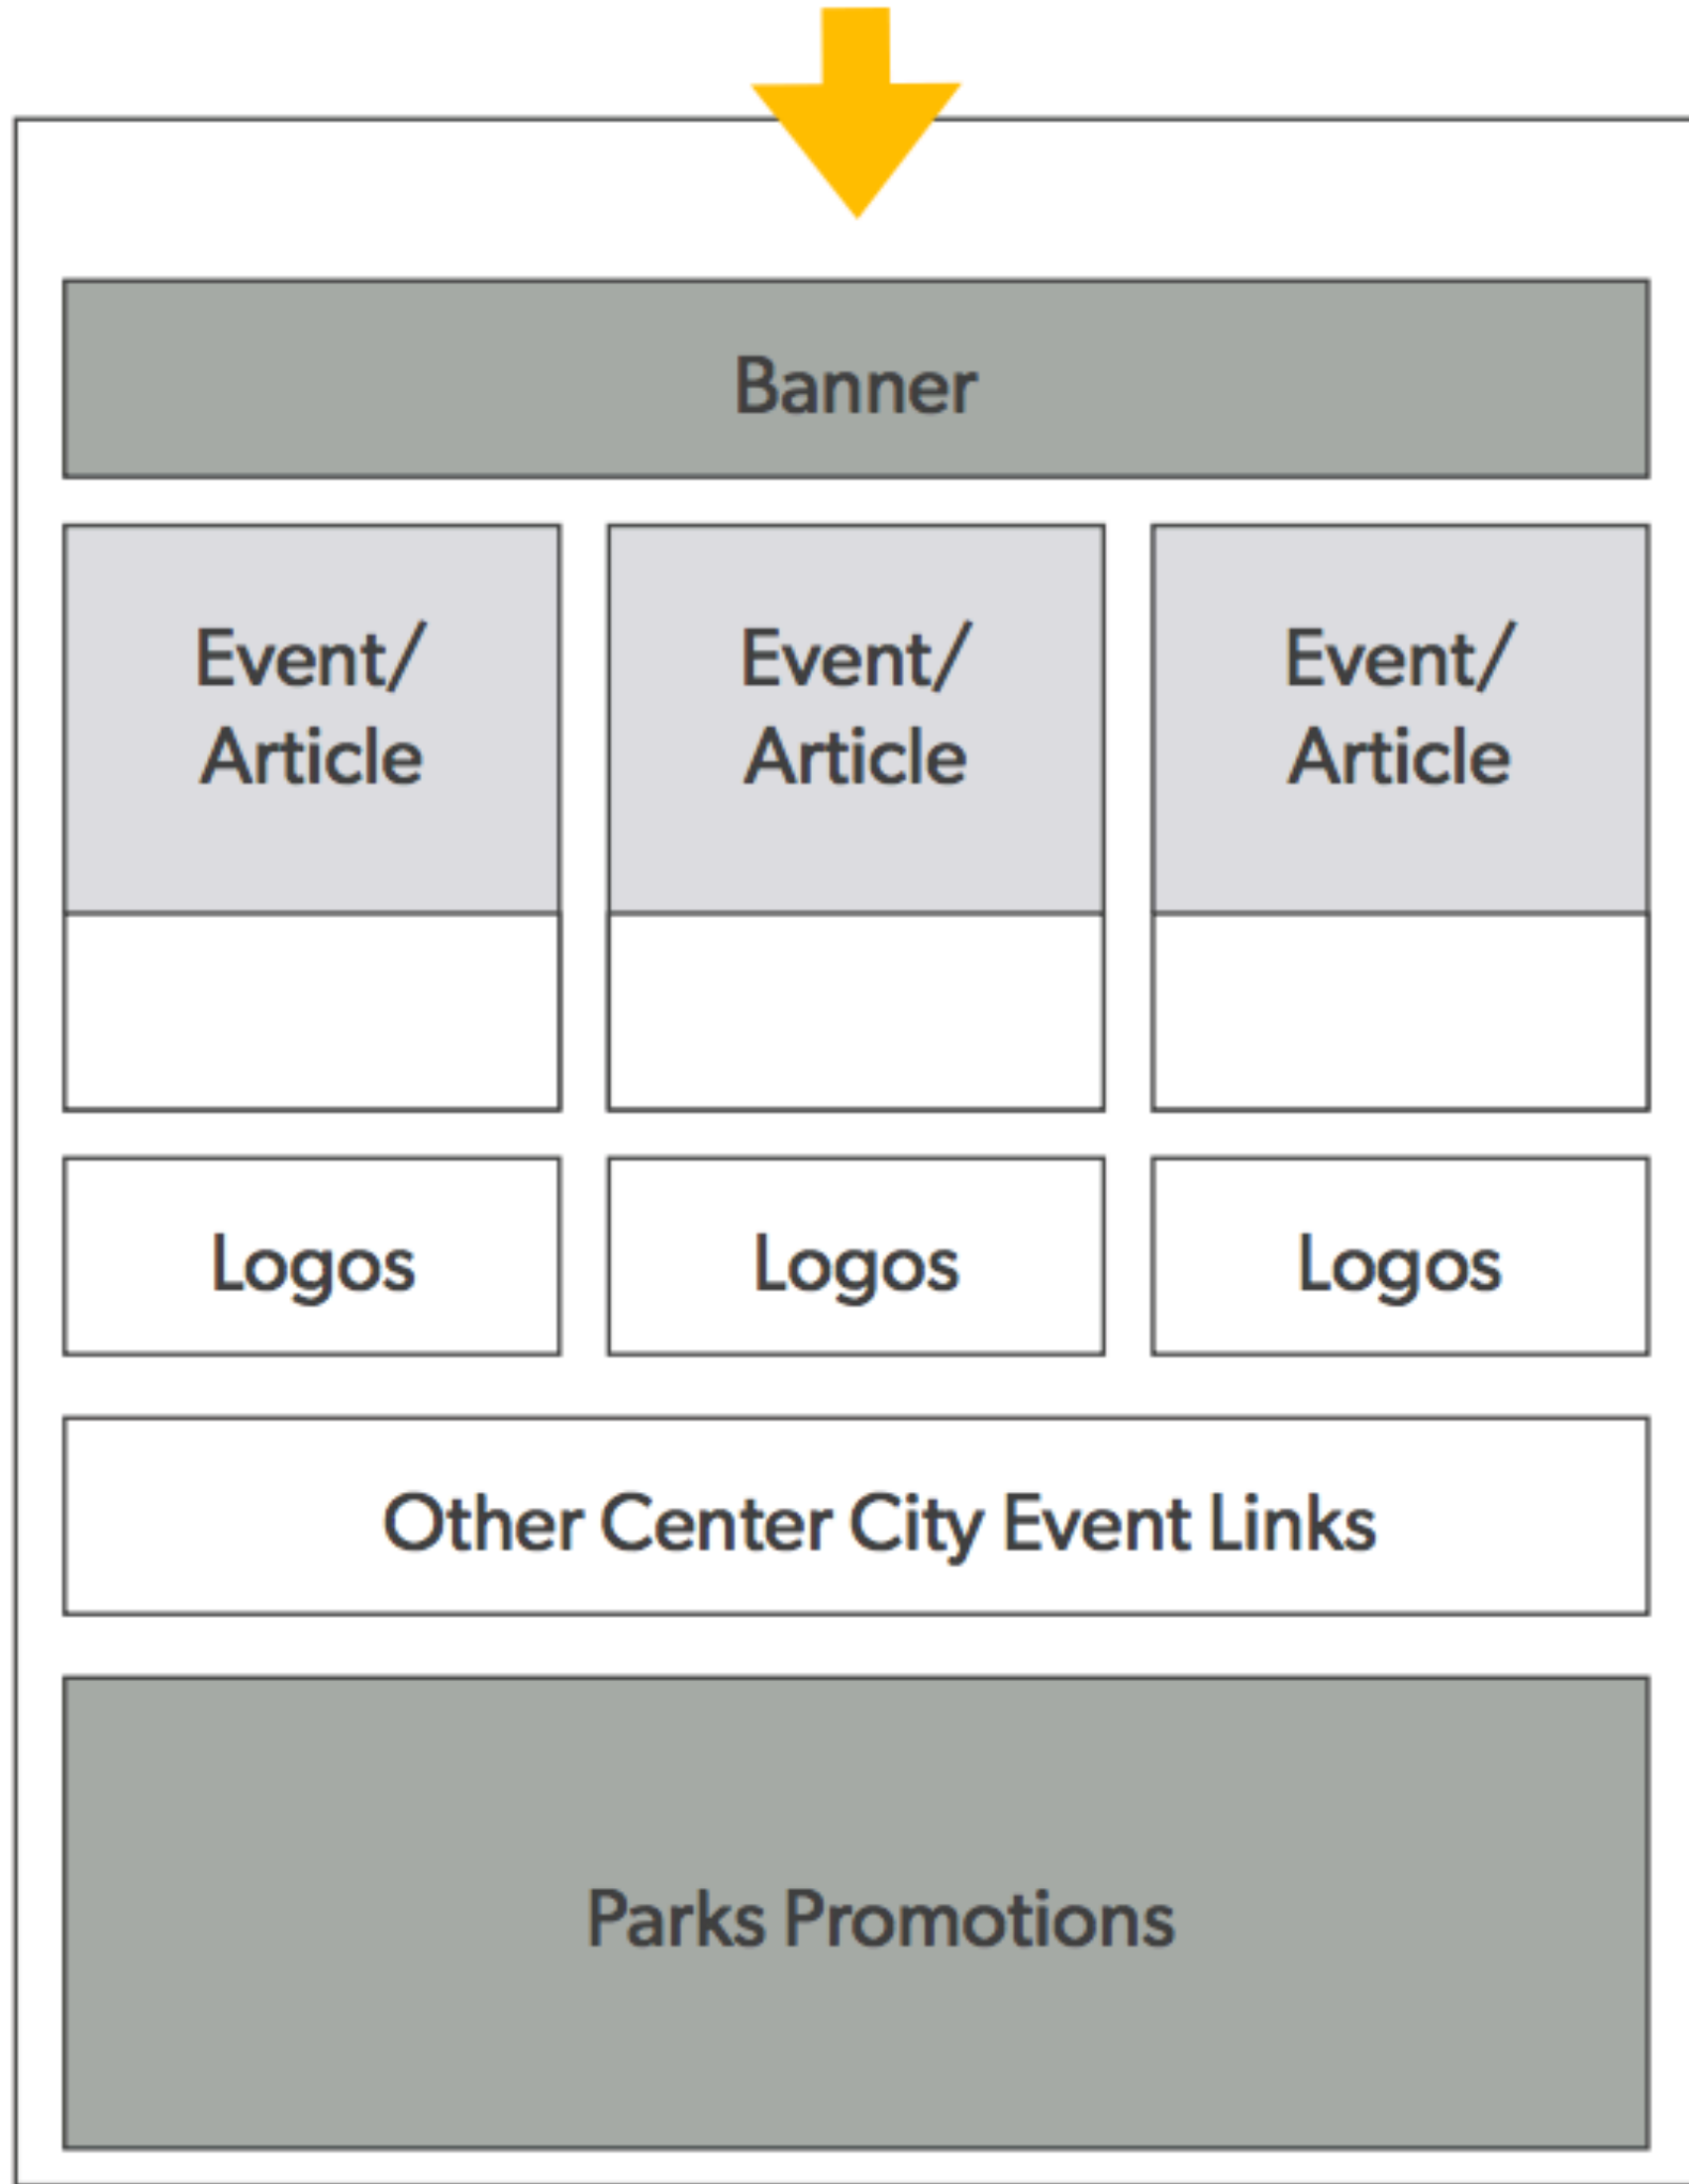 Banner
Event/
Article
Event/
Article
Event/
Article
Logos
Logos
Logos
Other Center City Event Links
Parks Promotions